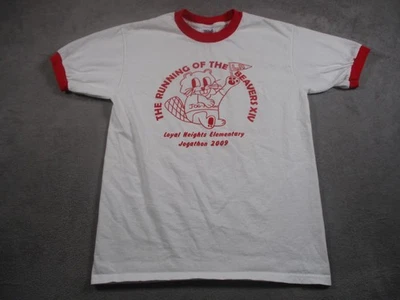 THE RUNNING OF THE BEAVERS XIV
Loyal Heights Elementary
Jogathon 2009